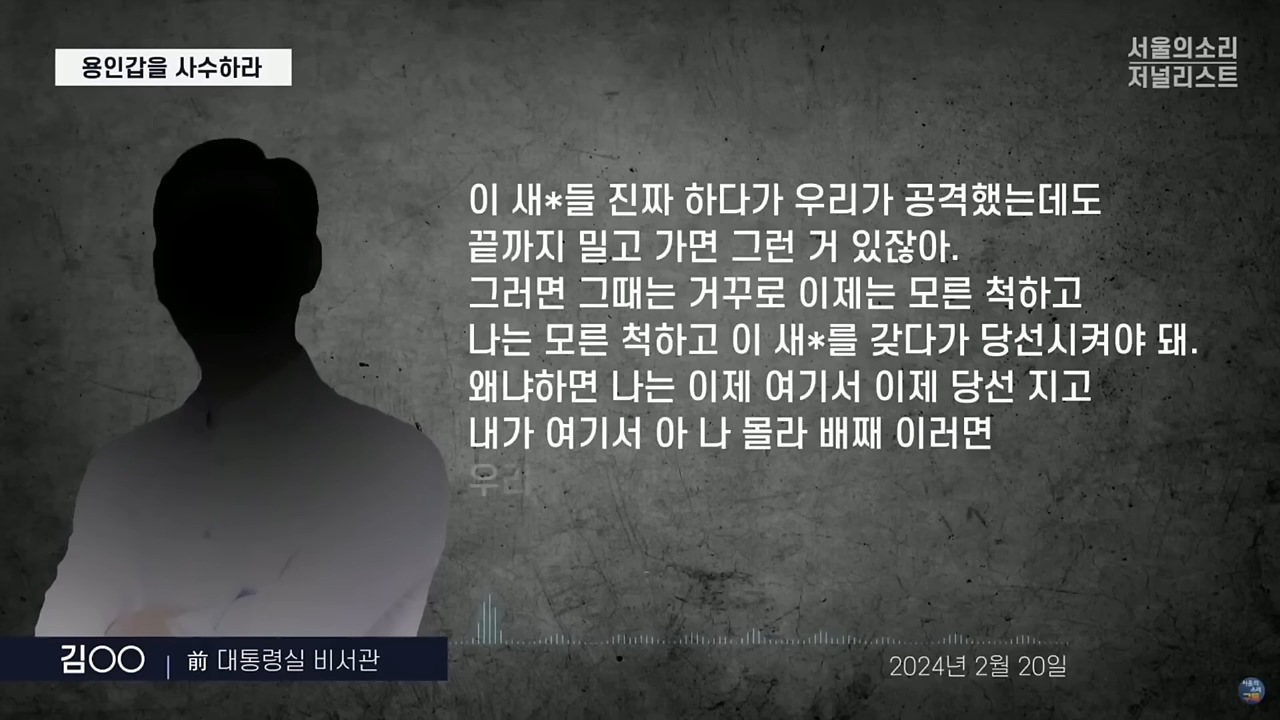 용인갑을 사수하라
서울의소리
저널리스트
이 새*들 진짜 하다가 우리가 공격했는데도
끝까지 밀고 가면 그런 거 있잖아.
그러면 그때는 거꾸로 이제는 모른 척하고
나는 모른 척하고 이 새*를 갖다가 당선시켜야 돼.
왜냐하면 나는 이제 여기서 이제 당선 지고
내가 여기서 아 나 몰라 배째 이러면
우리
김○○ | 前 대통령실 비서관
2024년 2월 20일